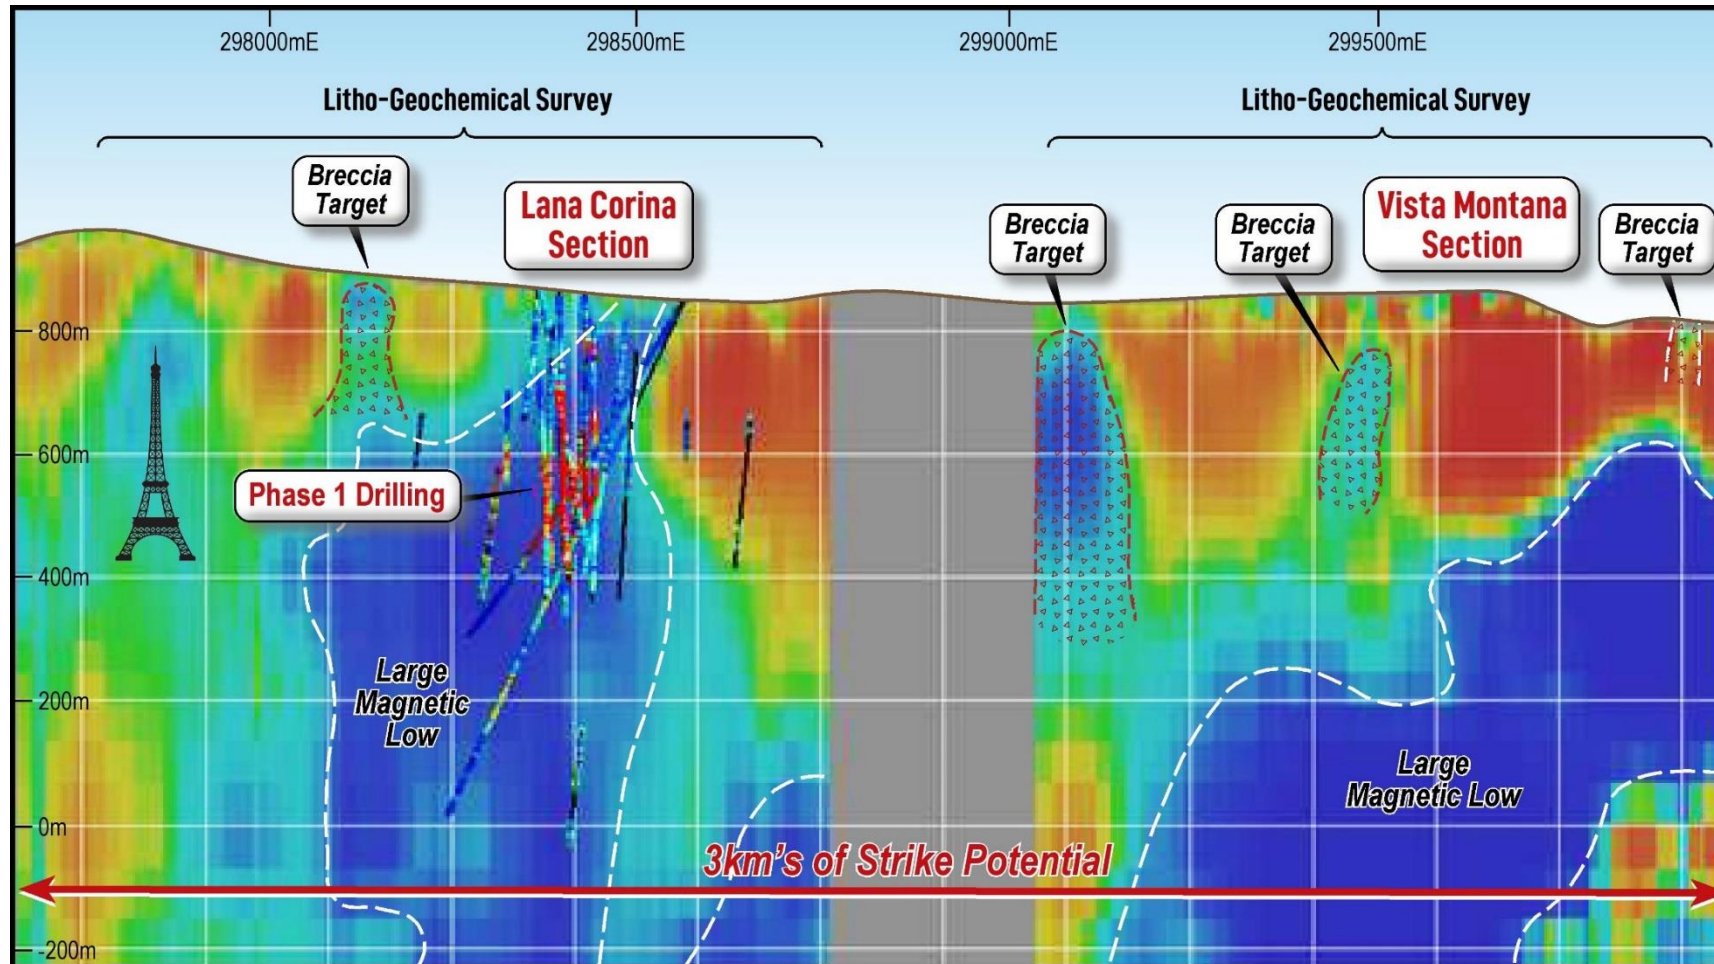 298000mE
298500mE
299000mE
299500mE
Litho-Geochemical Survey
Litho-Geochemical Survey
Breccia
Target
Lana Corina
Section
Breccia
Target
Breccia
Target
Vista Montana
Section
Breccia
Target
800m
600m
Phase 1 Drilling
400m
Large
Magnetic
Low
200m
Large
Magnetic Low
0m
3km's of Strike Potential
-200m